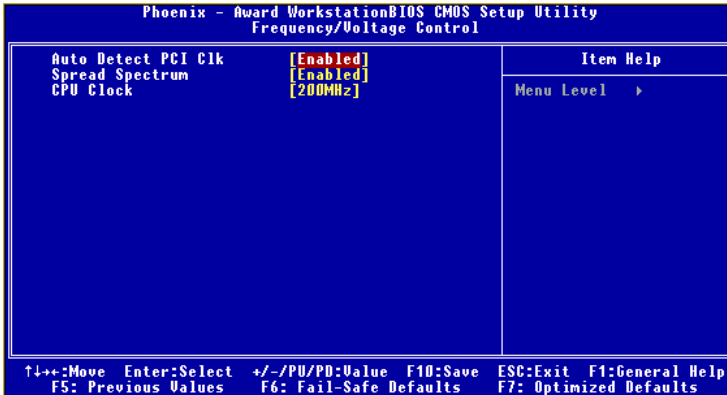 Phoenix - Award WorkstationBIOS CMOS Setup Utility
Frequency/Voltage Control
Auto Detect PCI Clk [Enabled]
Spread Spectrum [Enabled]
CPU Clock [200MHz]
Item Help
Menu Level ▸
↑↓→←:Move Enter:Select +/-/PU/PD:Value F10:Save ESC:Exit F1:General Help
F5: Previous Values F6: Fail-Safe Defaults F7: Optimized Defaults